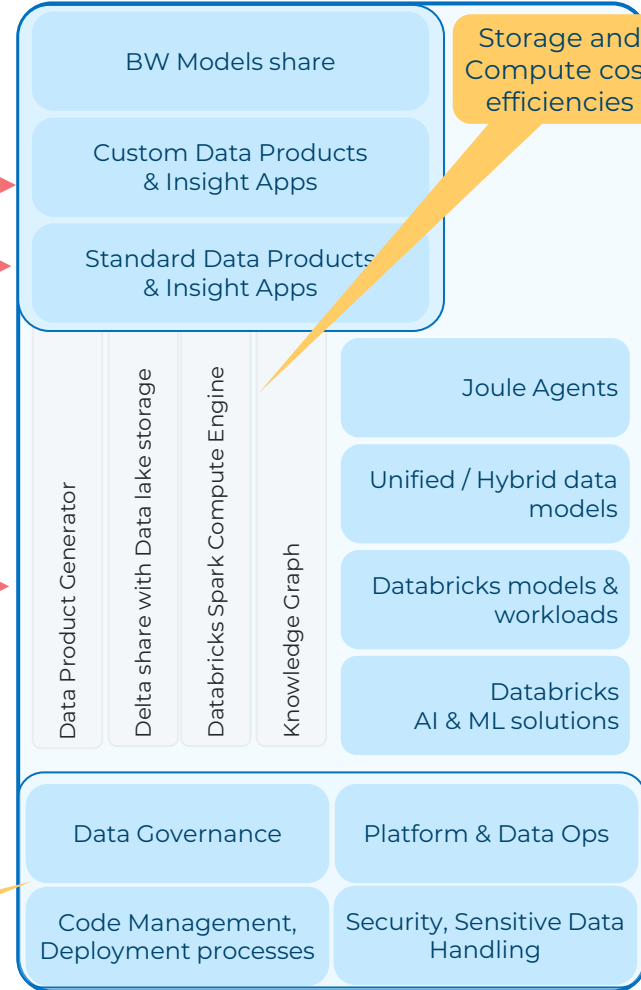 BW Models share
Storage and
Compute cos
efficiencies
Custom Data Products
& Insight Apps
Standard Data Products
& Insight Apps
Data Product Generator
Delta share with Data lake storage
Databricks Spark Compute Engine
Knowledge Graph
Joule Agents
Unified / Hybrid data
models
Databricks models &
workloads
Databricks
AI & ML solutions
Data Governance
Platform & Data Ops
Code Management,
Deployment processes
Security, Sensitive Data
Handling